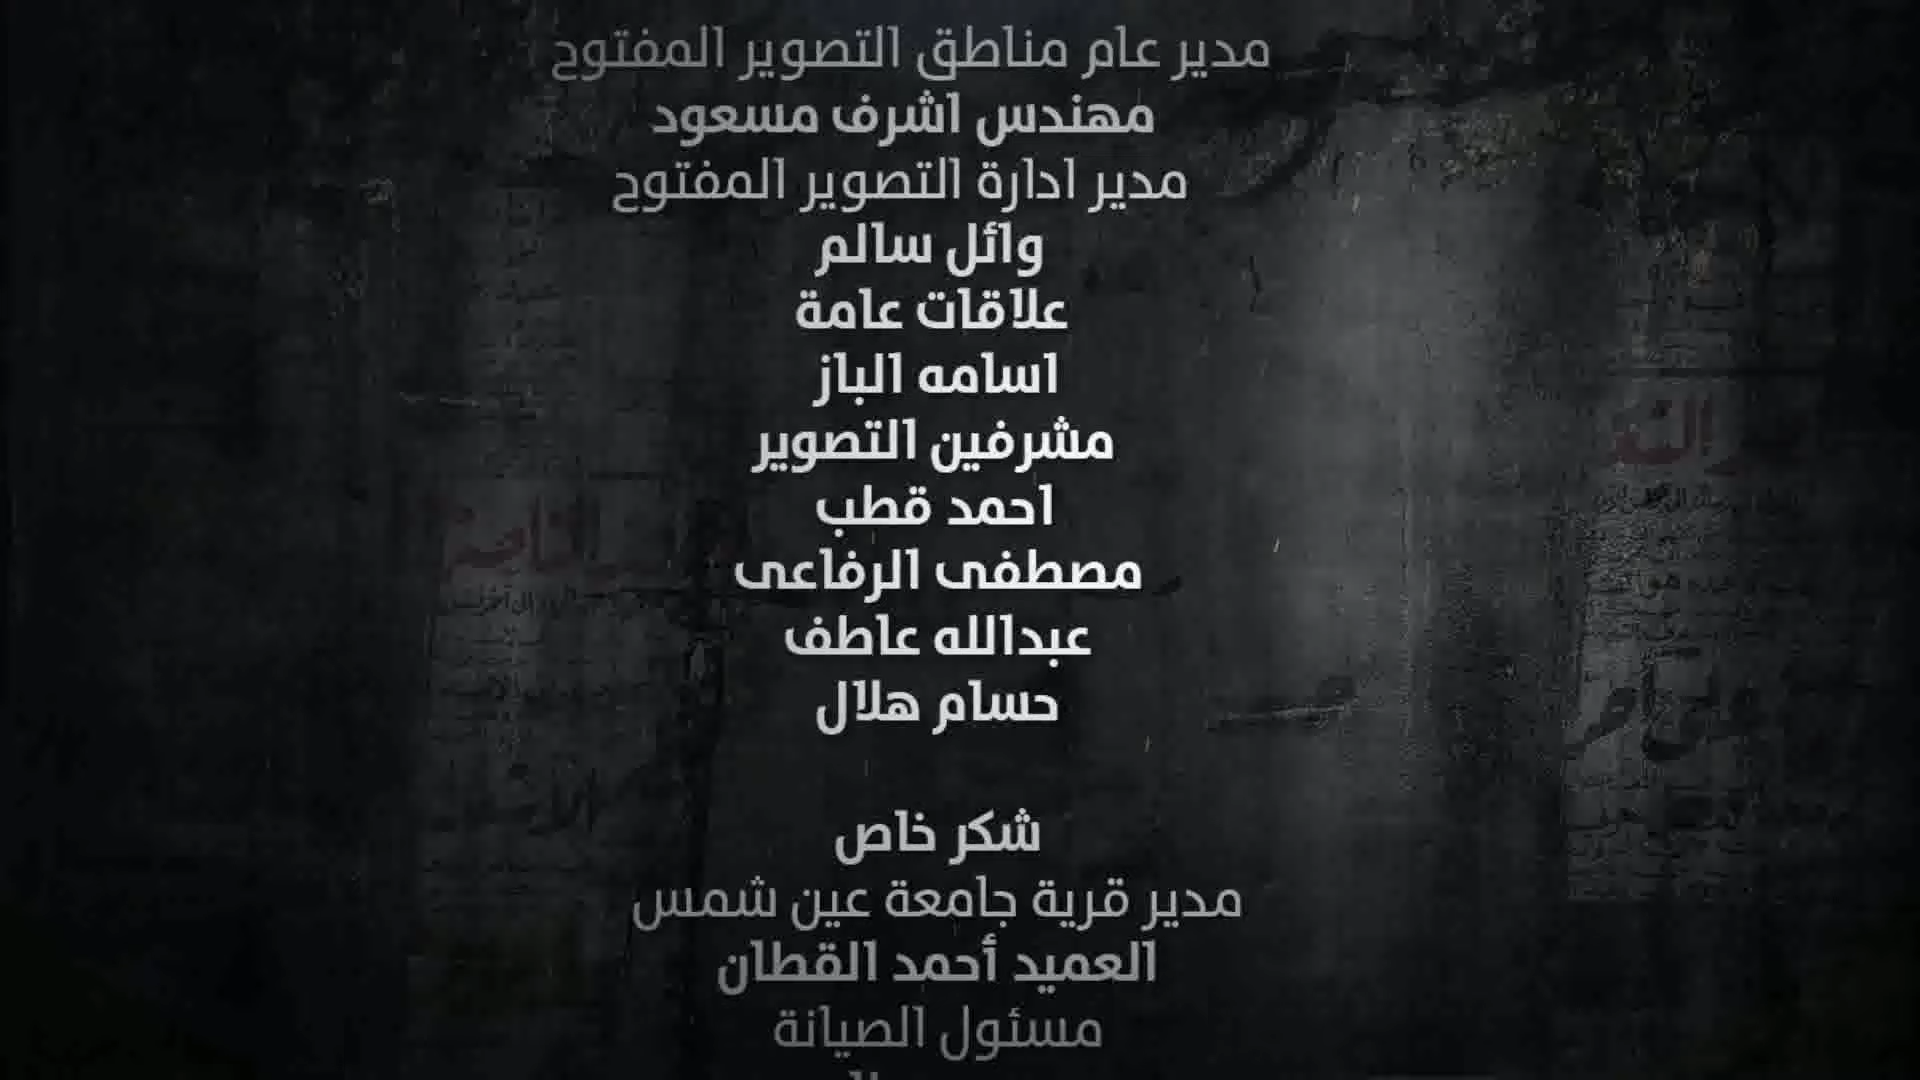 مدير عام مناطق التصوير المفتوح
مهندس اشرف مسعود
مدير ادارة التصوير المفتوح
وائل سالم
علاقات عامة
اسامه الباز
مشرفين التصوير
احمد قطب
مصطفى الرفاعى
عبدالله عاطف
حسام هلال
شكر خاص
مدير قرية جامعة عين شمس
العميد أحمد القطان
مسئول الصيانة